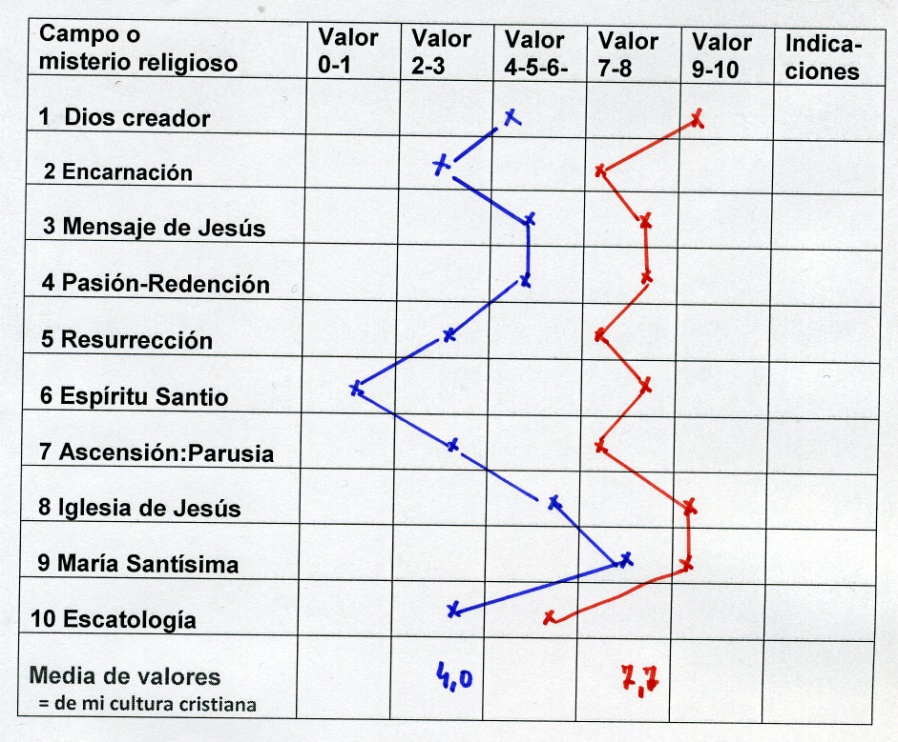 Campo o
misterio religioso
Valor
0-1
Valor
2-3
Valor
4-5-6-
Valor
7-8
Valor
9-10
Indica-
ciones
1 Dios creador
2 Encarnación
3 Mensaje de Jesús
4 Pasión-Redención
5 Resurrección
6 Espíritu Santio
7 Ascensión:Parusia
8 Iglesia de Jesús
9 María Santísima
10 Escatología
Media de valores
= de mi cultura cristiana
4,0
7,7